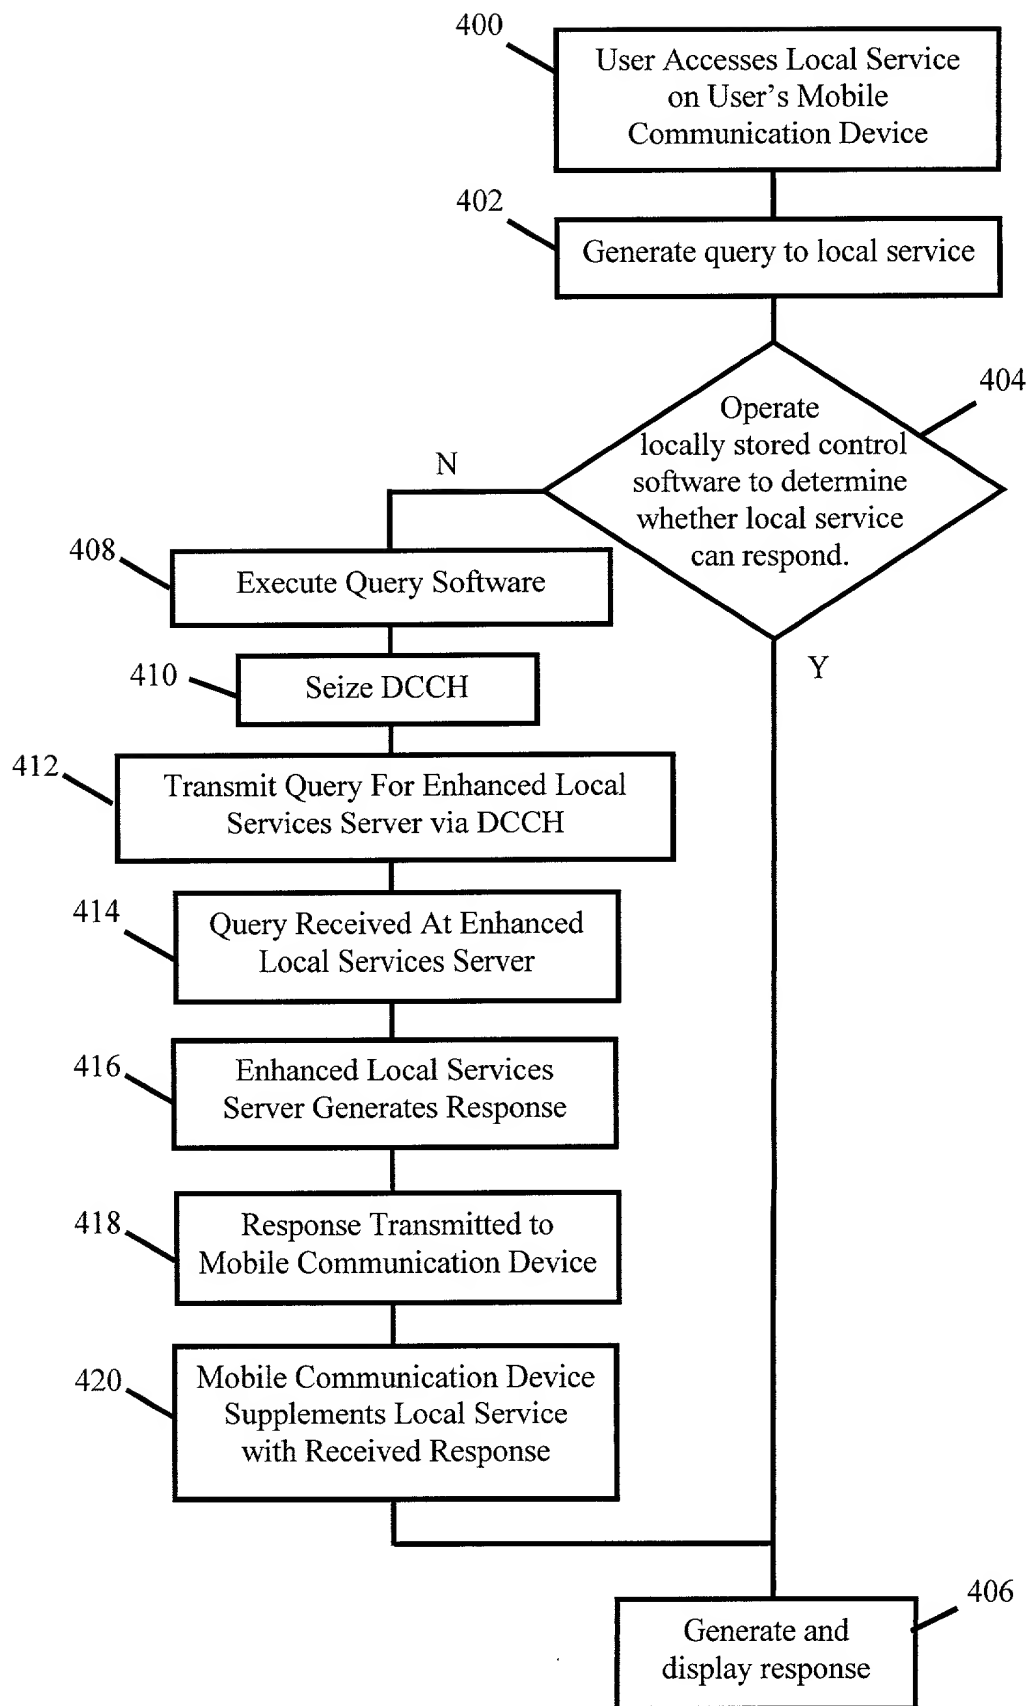 400
User Accesses Local Service
on User's Mobile
Communication Device
402
Generate query to local service
404
Operate
locally stored control
software to determine
whether local service
can respond.
N
Y
408
Execute Query Software
410
Seize DCCH
412
Transmit Query For Enhanced Local
Services Server via DCCH
414
Query Received At Enhanced
Local Services Server
416
Enhanced Local Services
Server Generates Response
418
Response Transmitted to
Mobile Communication Device
420
Mobile Communication Device
Supplements Local Service
with Received Response
406
Generate and
display response